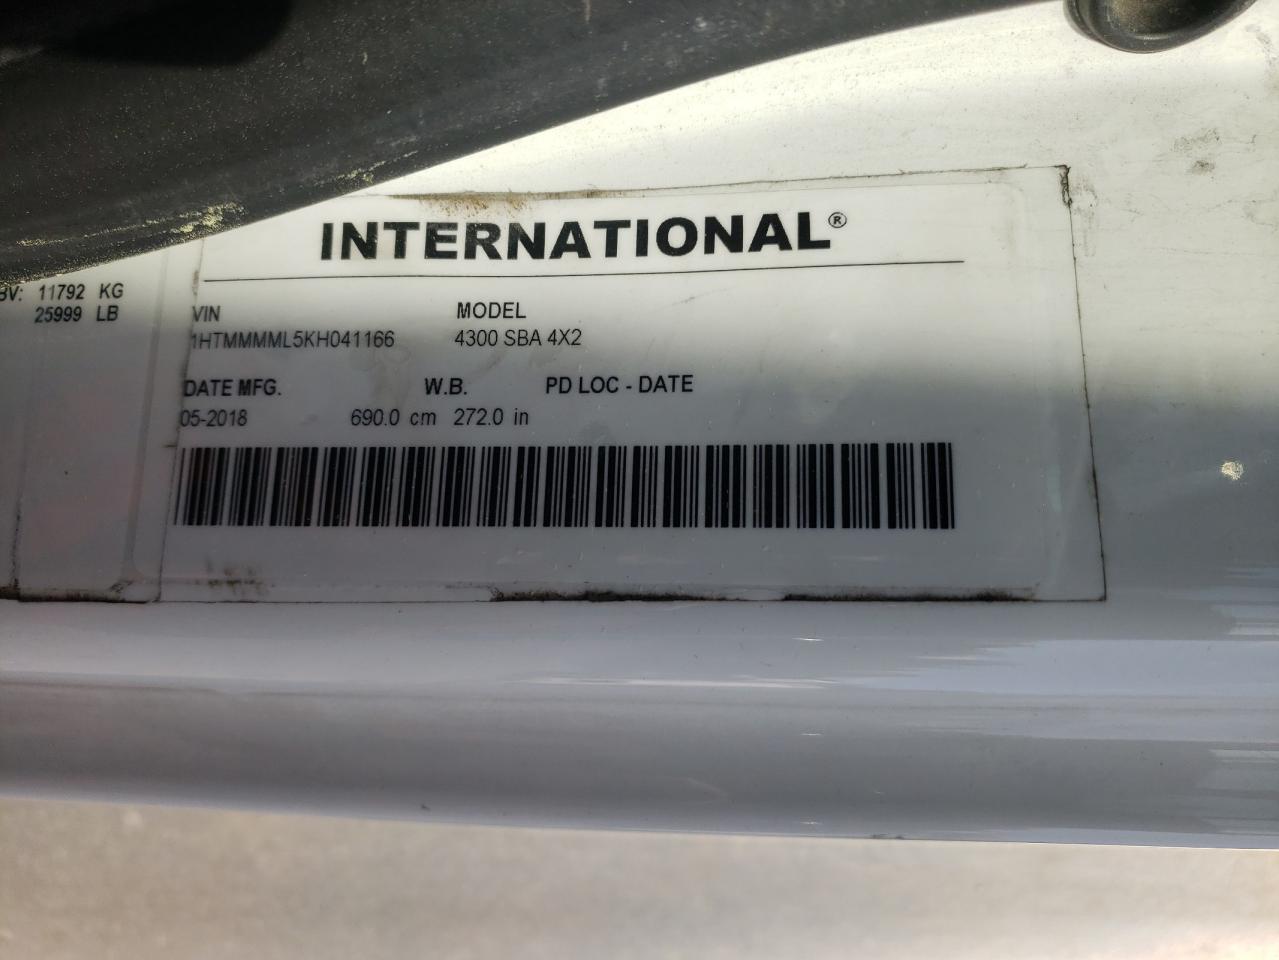 INTERNATIONAL®
BV: 11792 KG
25999 LB
VIN MODEL
1HTMMMML5KH041166 4300 SBA 4X2
DATE MFG. W.B. PD LOC - DATE
05-2018 690.0 cm 272.0 in